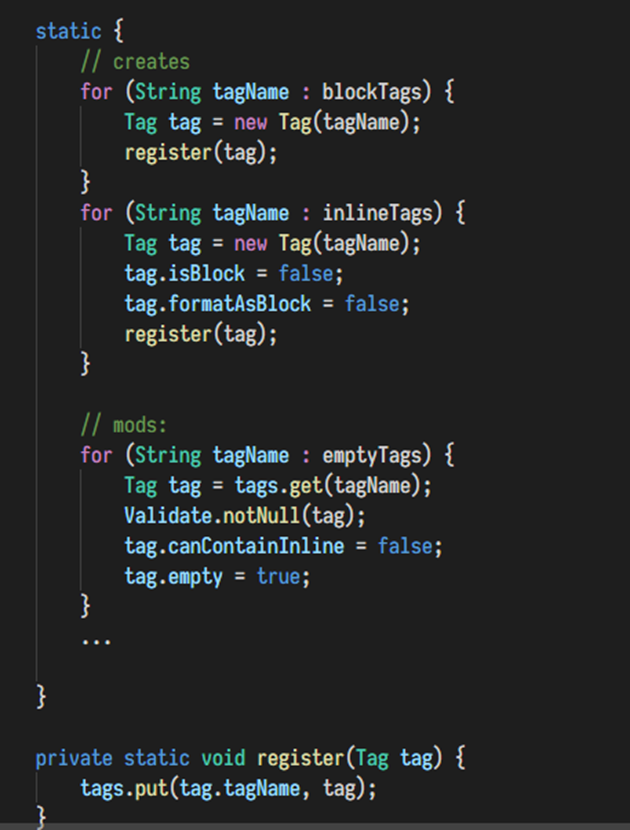 static {
    // creates
    for (String tagName : blockTags) {
        Tag tag = new Tag(tagName);
        register(tag);
    }
    for (String tagName : inlineTags) {
        Tag tag = new Tag(tagName);
        tag.isBlock = false;
        tag.formatAsBlock = false;
        register(tag);
    }

    // mods:
    for (String tagName : emptyTags) {
        Tag tag = tags.get(tagName);
        Validate.notNull(tag);
        tag.canContainInline = false;
        tag.empty = true;
    }
    ...

}

private static void register(Tag tag) {
    tags.put(tag.tagName, tag);
}